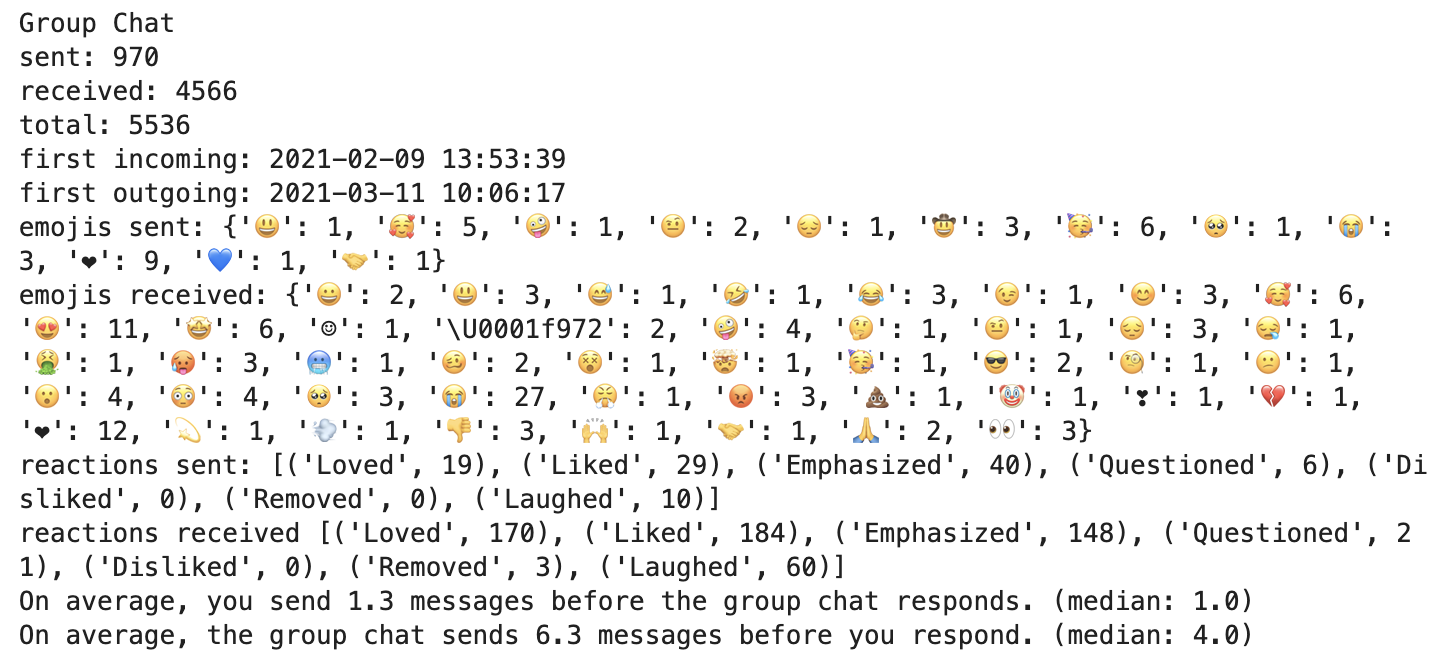 Group Chat
sent: 970
received: 4566
total: 5536
first incoming: 2021-02-09 13:53:39
first outgoing: 2021-03-11 10:06:17
emojis sent: {'😃': 1, '🥰': 5, '🤪': 1, '🤨': 2, '😔': 1, '🤠': 3, '🥳': 6, '🥺': 1, '😭':
3, '❤': 9, '💙': 1, '🤝': 1}
emojis received: {'😀': 2, '😃': 3, '😅': 1, '🤣': 1, '😂': 3, '😉': 1, '😊': 3, '🥰': 6,
'😍': 11, '🤩': 6, '☺': 1, '\U0001f972': 2, '🤪': 4, '🤔': 1, '🤨': 1, '😔': 3, '😪': 1,
'🤮': 1, '🥵': 3, '🥶': 1, '🥴': 2, '😵': 1, '🤯': 1, '🥳': 1, '😎': 2, '🧐': 1, '😕': 1,
'😮': 4, '😳': 4, '🥺': 3, '😭': 27, '😤': 1, '😡': 3, '💩': 1, '🤡': 1, '❣': 1, '💔': 1,
'❤': 12, '💫': 1, '💨': 1, '👎': 3, '🙌': 1, '🤝': 1, '🙏': 2, '👀': 3}
reactions sent: [('Loved', 19), ('Liked', 29), ('Emphasized', 40), ('Questioned', 6), ('Di
sliked', 0), ('Removed', 0), ('Laughed', 10)]
reactions received [('Loved', 170), ('Liked', 184), ('Emphasized', 148), ('Questioned', 2
1), ('Disliked', 0), ('Removed', 3), ('Laughed', 60)]
On average, you send 1.3 messages before the group chat responds. (median: 1.0)
On average, the group chat sends 6.3 messages before you respond. (median: 4.0)